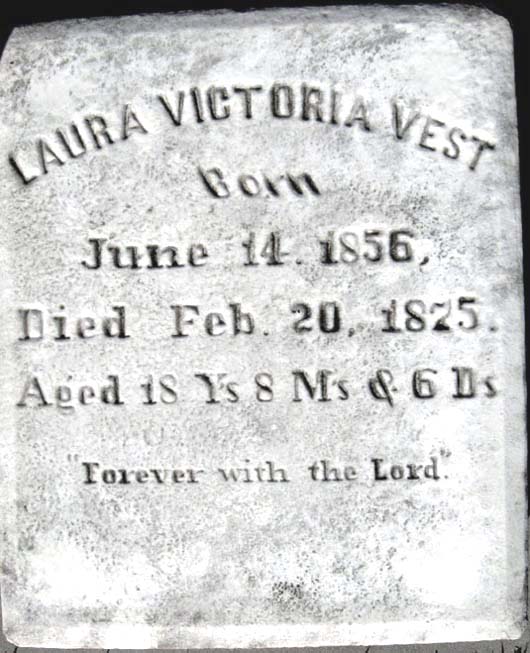 LAURA VICTORIA VEST
Born
June 14. 1856,
Died Feb. 20, 1875.
Aged 18 Ys 8 Ms & 6 Ds
"Forever with the Lord".